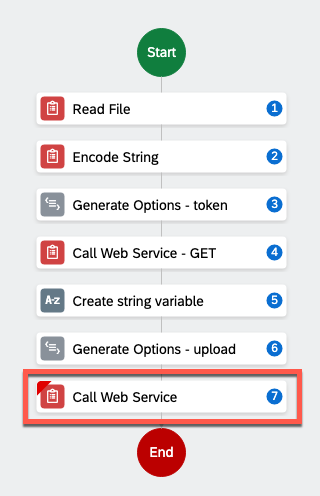 Start
Read File 1
Encode String 2
Generate Options - token 3
Call Web Service - GET 4
A-Z Create string variable 5
Generate Options - upload 6
Call Web Service 7
End